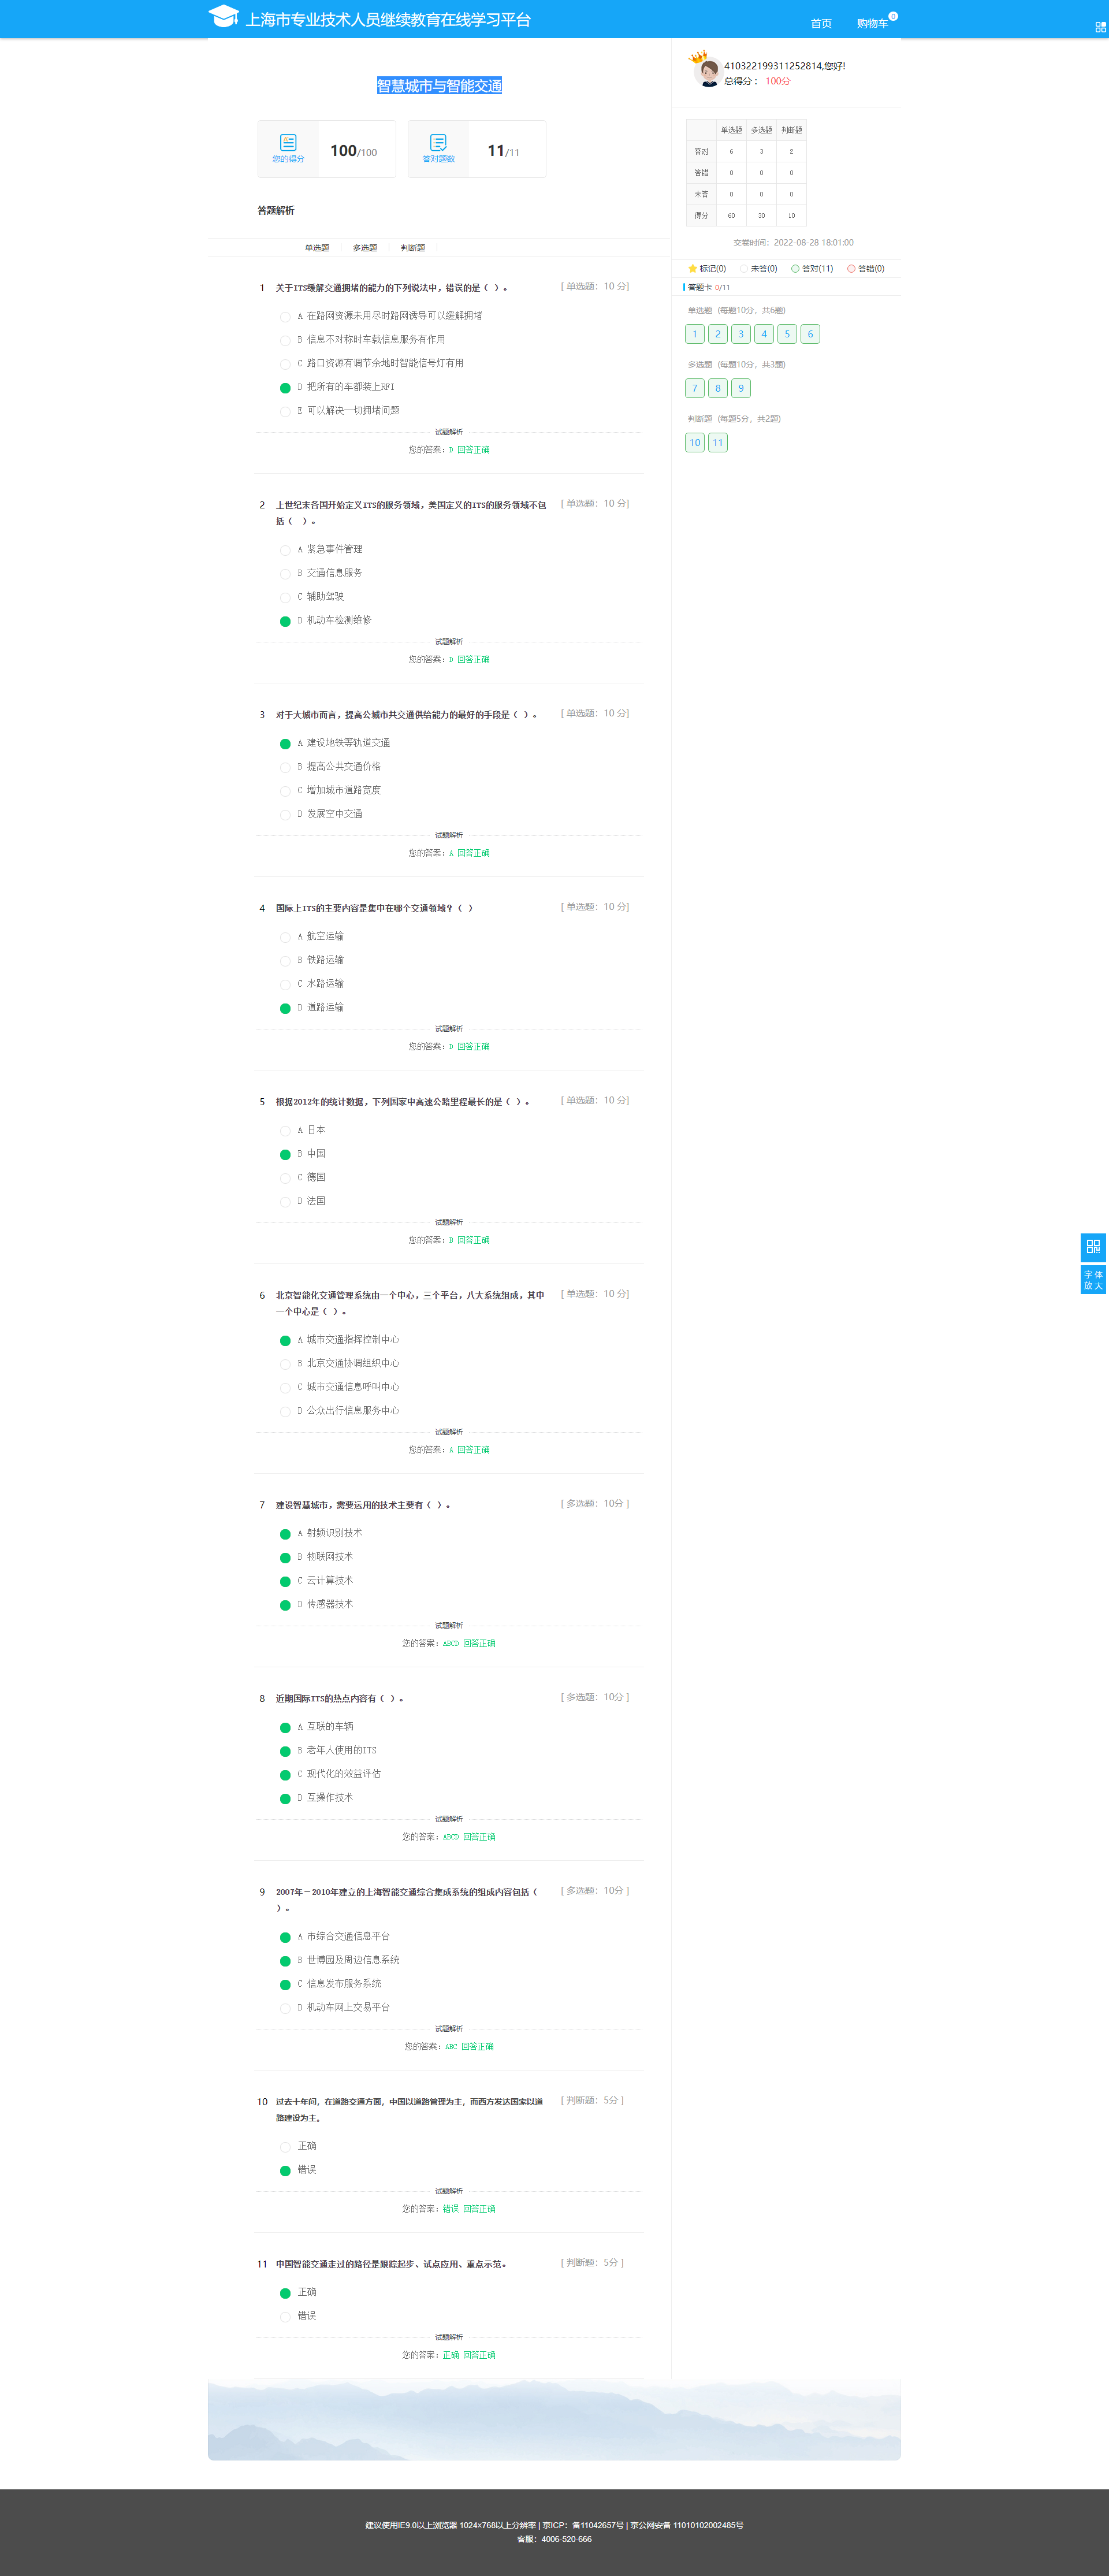 上海市专业技术人员继续教育在线学习平台
首页
购物车
0
智慧城市与智能交通
您的得分
100/100
答对题数
11/11
答题解析
单选题
多选题
判断题
1 关于ITS缓解交通拥堵的能力的下列说法中，错误的是（ ）。
[ 单选题：10 分]
A 在路网资源未用尽时路网诱导可以缓解拥堵
B 信息不对称时车载信息服务有作用
C 路口资源有调节余地时智能信号灯有用
D 把所有的车都装上RFI
E 可以解决一切拥堵问题
试题解析
您的答案：D 回答正确
2 上世纪末各国开始定义ITS的服务领域，美国定义的ITS的服务领域不包
括（ ）。
[ 单选题：10 分]
A 紧急事件管理
B 交通信息服务
C 辅助驾驶
D 机动车检测维修
试题解析
您的答案：D 回答正确
3 对于大城市而言，提高公城市共交通供给能力的最好的手段是（ ）。
[ 单选题：10 分]
A 建设地铁等轨道交通
B 提高公共交通价格
C 增加城市道路宽度
D 发展空中交通
试题解析
您的答案：A 回答正确
4 国际上ITS的主要内容是集中在哪个交通领域？（ ）
[ 单选题：10 分]
A 航空运输
B 铁路运输
C 水路运输
D 道路运输
试题解析
您的答案：D 回答正确
5 根据2012年的统计数据，下列国家中高速公路里程最长的是（ ）。
[ 单选题：10 分]
A 日本
B 中国
C 德国
D 法国
试题解析
您的答案：B 回答正确
6 北京智能化交通管理系统由一个中心，三个平台，八大系统组成，其中
一个中心是（ ）。
[ 单选题：10 分]
A 城市交通指挥控制中心
B 北京交通协调组织中心
C 城市交通信息呼叫中心
D 公众出行信息服务中心
试题解析
您的答案：A 回答正确
7 建设智慧城市，需要运用的技术主要有（ ）。
[ 多选题：10分 ]
A 射频识别技术
B 物联网技术
C 云计算技术
D 传感器技术
试题解析
您的答案：ABCD 回答正确
8 近期国际ITS的热点内容有（ ）。
[ 多选题：10分 ]
A 互联的车辆
B 老年人使用的ITS
C 现代化的效益评估
D 互操作技术
试题解析
您的答案：ABCD 回答正确
9 2007年－2010年建立的上海智能交通综合集成系统的组成内容包括（
）。
[ 多选题：10分 ]
A 市综合交通信息平台
B 世博园及周边信息系统
C 信息发布服务系统
D 机动车网上交易平台
试题解析
您的答案：ABC 回答正确
10 过去十年间，在道路交通方面，中国以道路管理为主，而西方发达国家以道
路建设为主。
[ 判断题：5分 ]
正确
错误
试题解析
您的答案：错误 回答正确
11 中国智能交通走过的路径是跟踪起步、试点应用、重点示范。
[ 判断题：5分 ]
正确
错误
试题解析
您的答案：正确 回答正确
410322199311252814,您好!
总得分： 100分
单选题 多选题 判断题
答对 6 3 2
答错 0 0 0
未答 0 0 0
得分 60 30 10
交卷时间：2022-08-28 18:01:00
标记(0) 未答(0) 答对(11) 答错(0)
答题卡 0/11
单选题 (每题10分，共6题)
1 2 3 4 5 6
多选题 (每题10分，共3题)
7 8 9
判断题 (每题5分，共2题)
10 11
字体
放大
建议使用IE9.0以上浏览器 1024×768以上分辨率 | 京ICP：备11042657号 | 京公网安备 11010102002485号
客服：4006-520-666